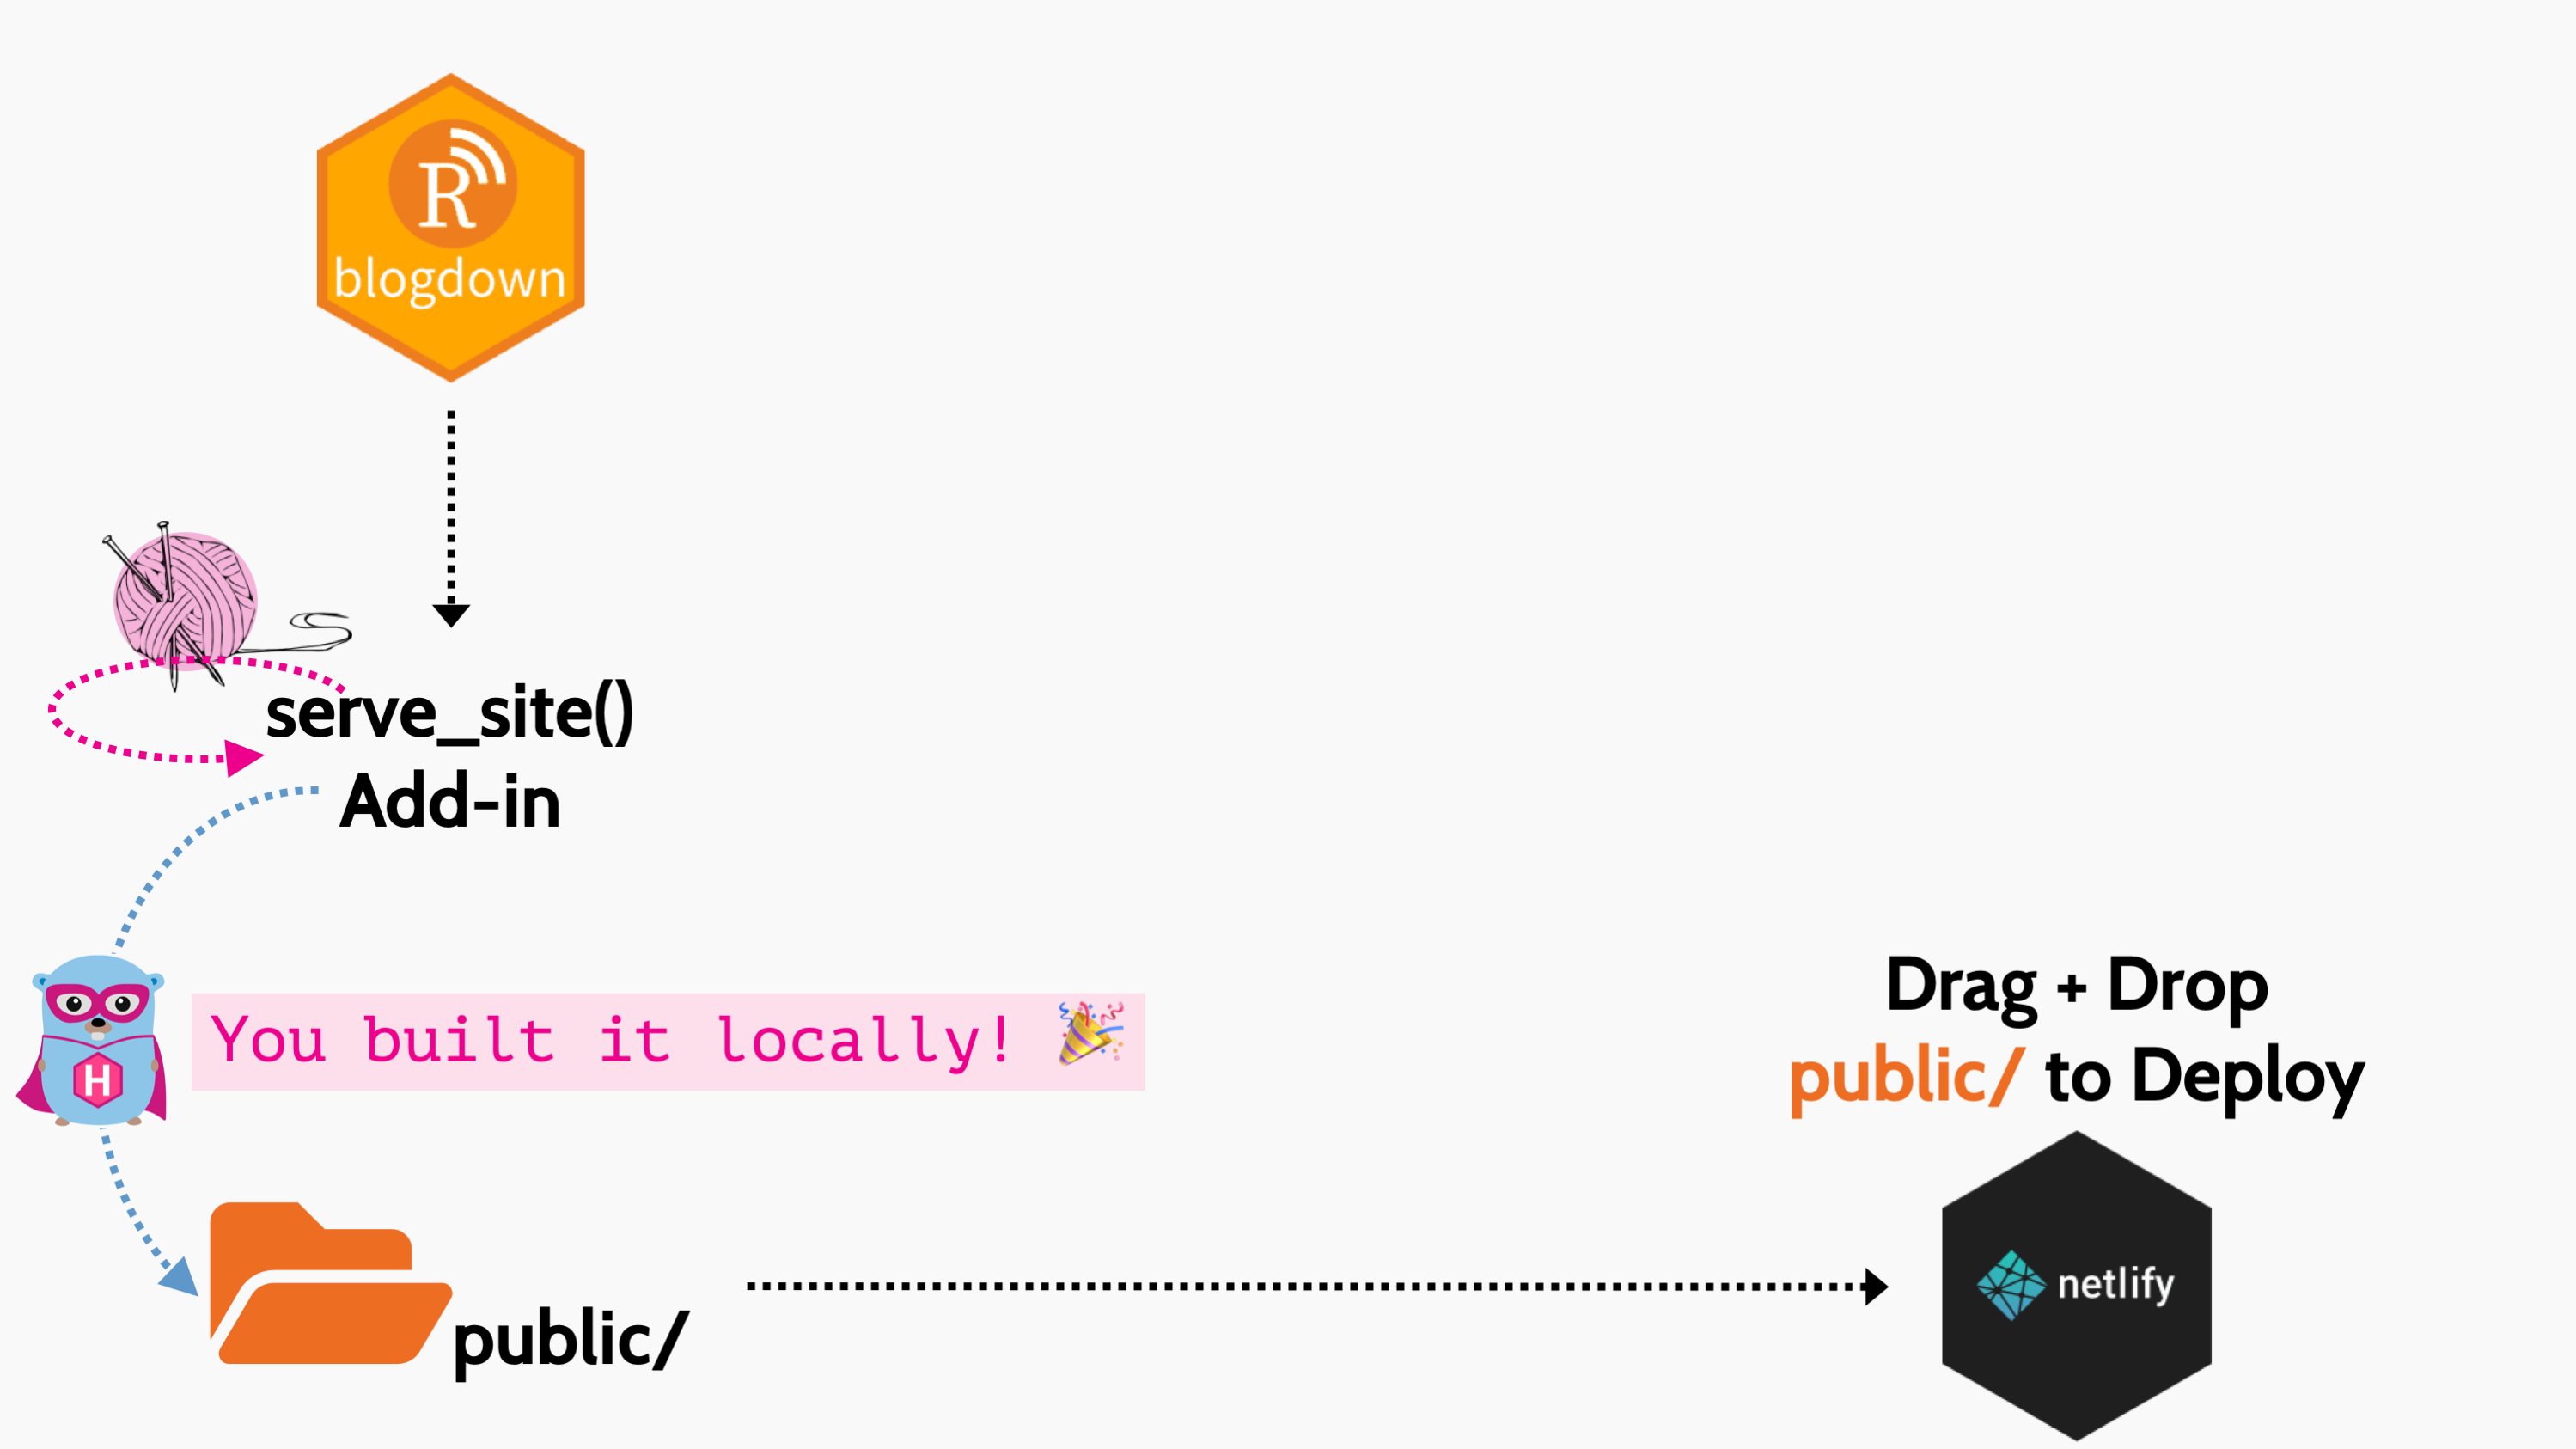 R
blogdown
serve_site()
Add-in
H
You built it locally! 🎉
public/
Drag + Drop
public/ to Deploy
netlify